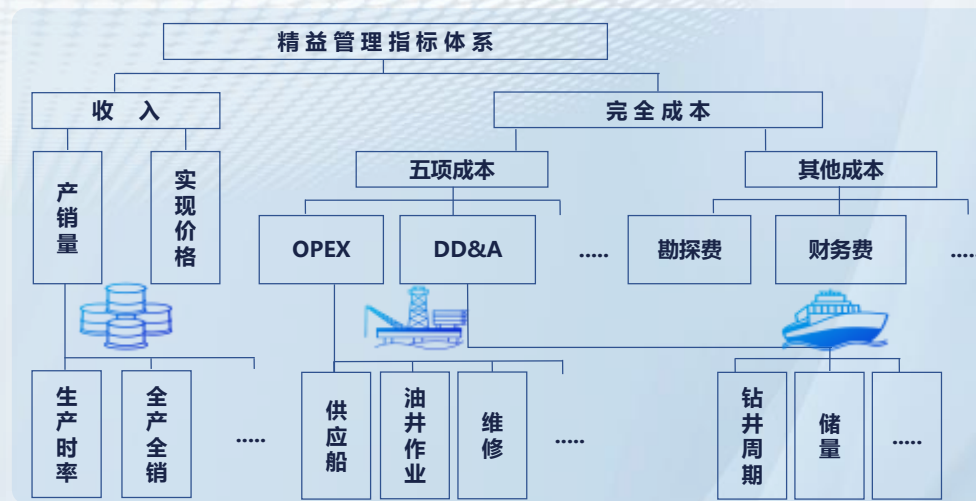 精益管理指标体系
收 入
完全成本
产销量
实现价格
五项成本
其他成本
OPEX
DD&A
.....
勘探费
财务费
.....
生产时率
全产全销
.....
供应船
油井作业
维修
.....
钻井周期
储量
.....